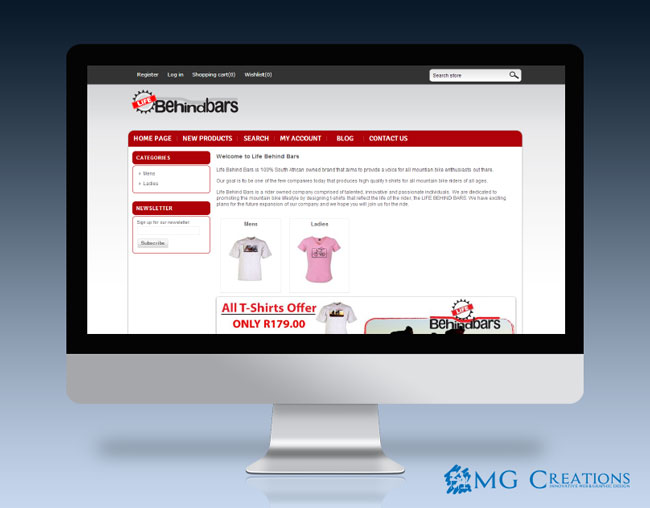 Register Log in Shopping cart(0) Wishlist(0)
Search store
LIFE
Behindbars
HOME PAGE NEW PRODUCTS SEARCH MY ACCOUNT BLOG CONTACT US
CATEGORIES
Mens
Ladies
NEWSLETTER
Sign up for our newsletter
Subscribe
Welcome to Life Behind Bars
Life Behind Bars is 100% South African owned brand that aims to provide a voice for all mountain bike enthusiasts out there.
Our goal is to be one of the few companies today that produces high quality t-shirts for all mountain bike riders of all ages.
Life Behind Bars is a rider owned company comprised of talented, innovative and passionate individuals. We are dedicated to
promoting the mountain bike lifestyle by designing t-shirts that reflect the life of the rider, the LIFE BEHIND BARS. We have exciting
plans for the future expansion of our company and we hope you will join us for the ride.
Mens Ladies
All T-Shirts Offer
ONLY R179.00
LIFE
Behindbars
MG CREATIONS
INNOVATIVE WEB & GRAPHIC DESIGN